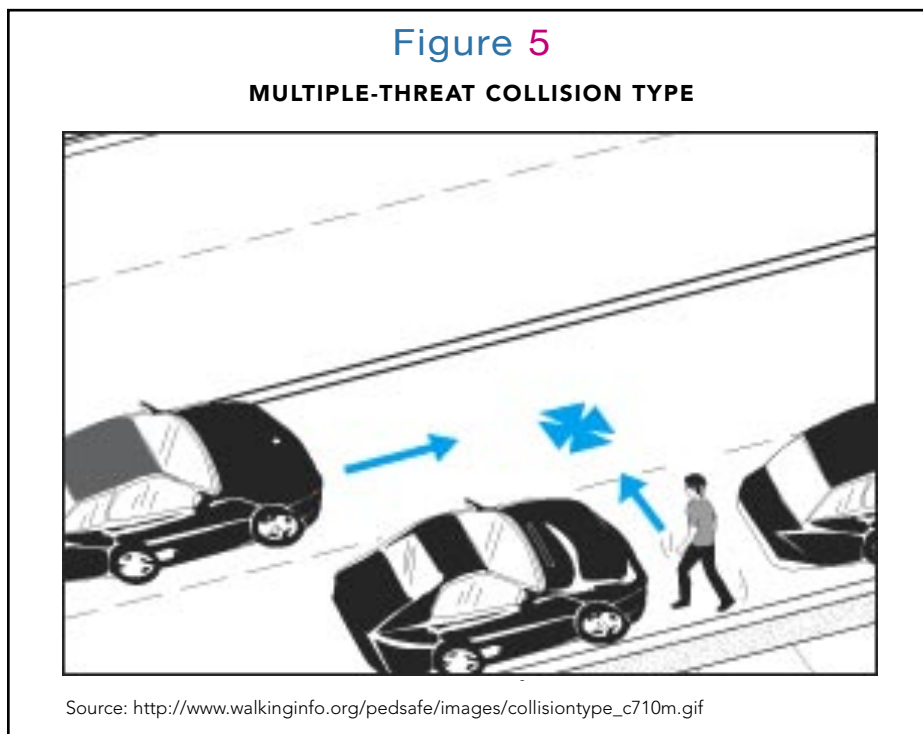 Figure 5
MULTIPLE-THREAT COLLISION TYPE
Source: http://www.walkinginfo.org/pedsafe/images/collisiontype_c710m.gif